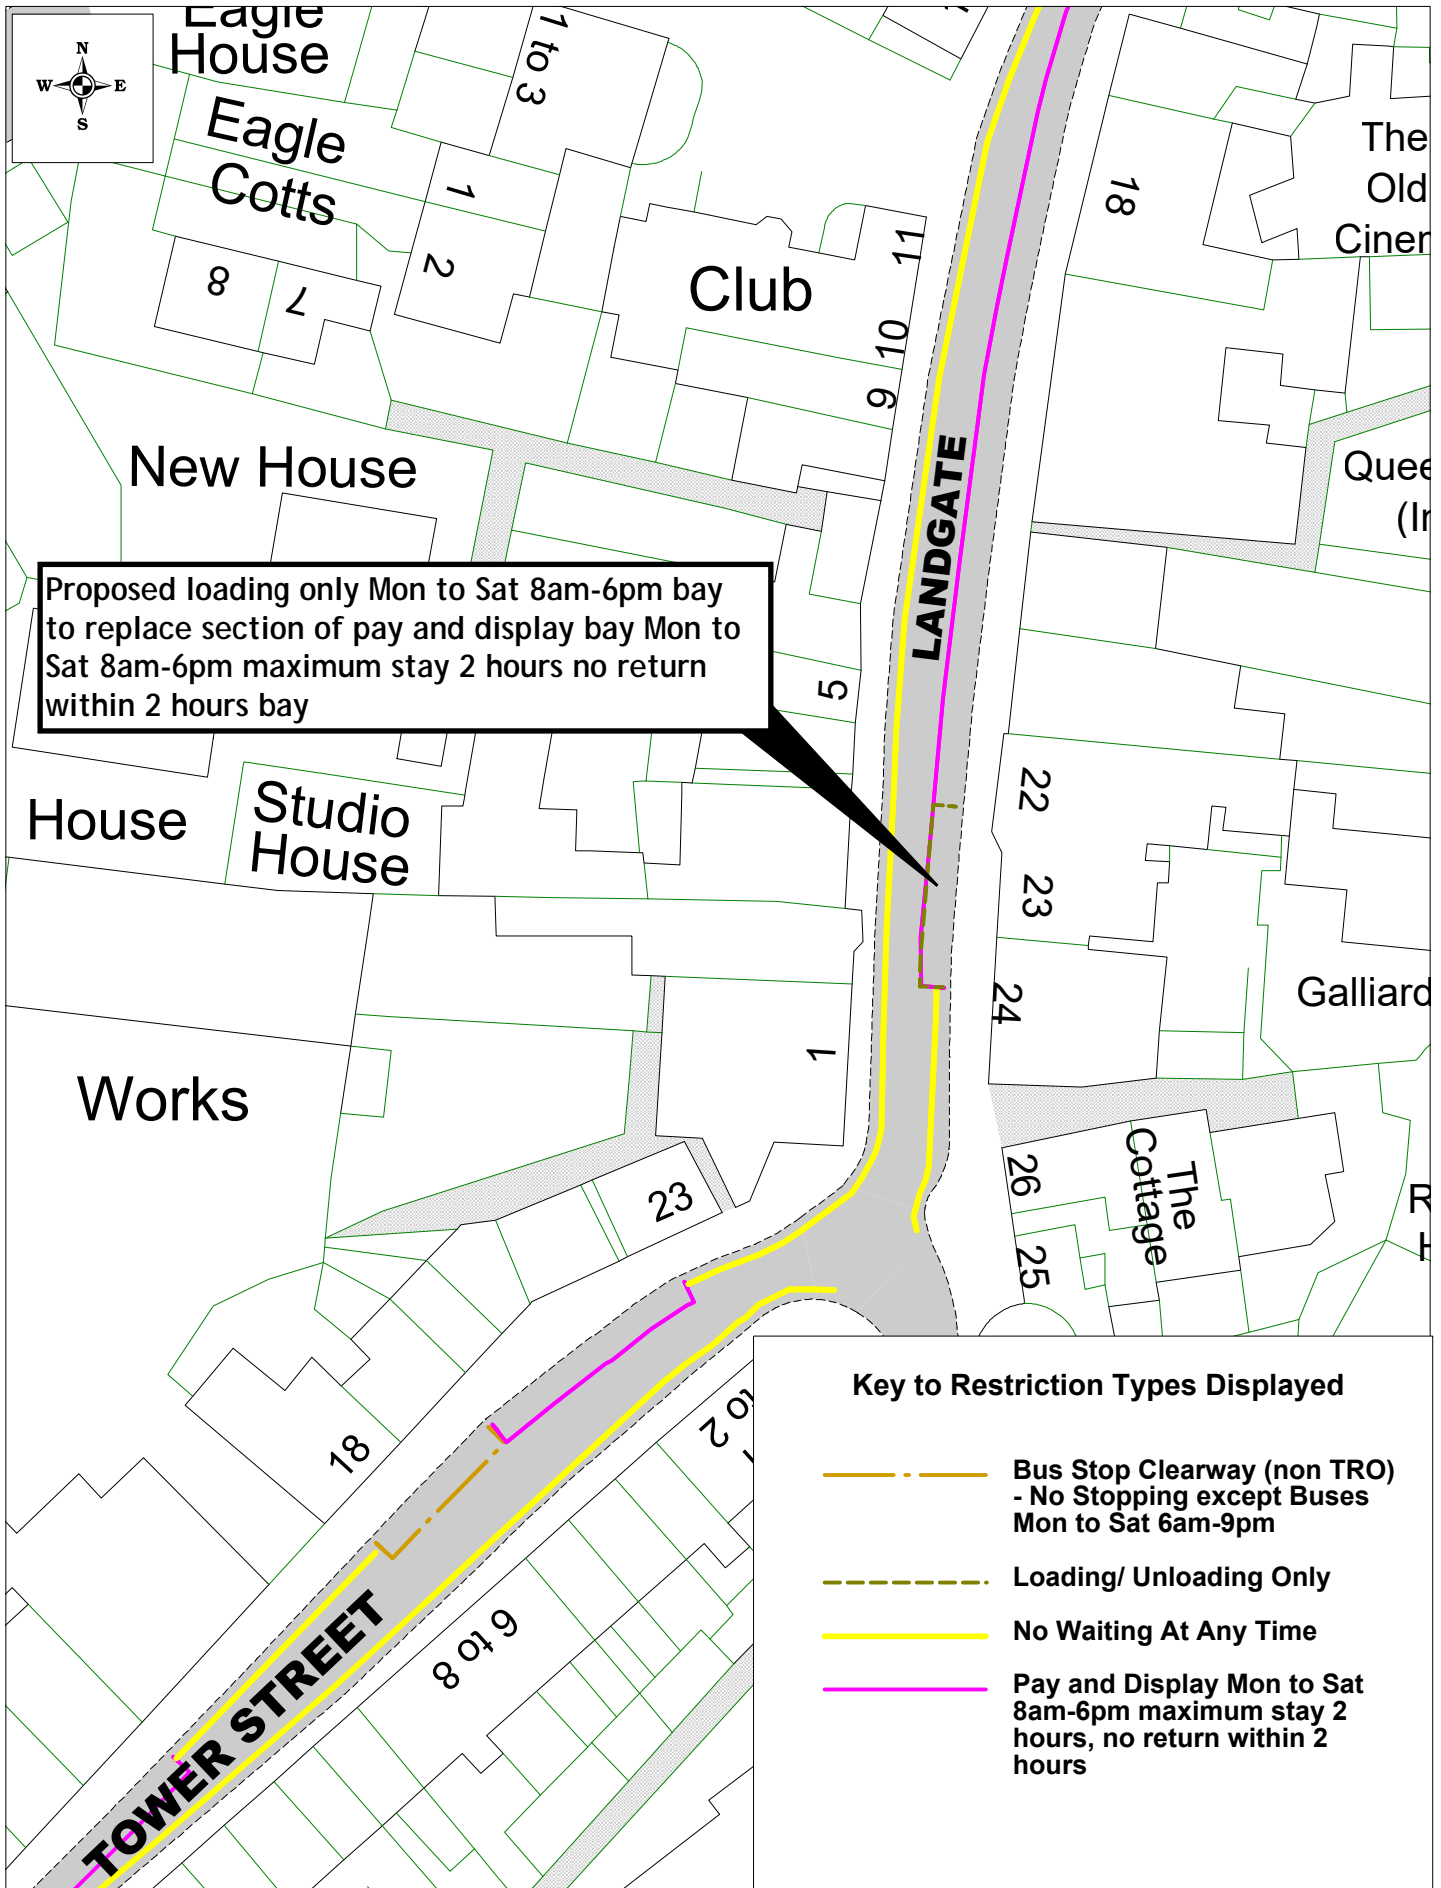 Eagle
House
N
W E
S
1 to 3
Eagle
Cotts
1
2
8
7
Club
11
10
9
18
The
Old
New House
LANDGATE
Proposed loading only Mon to Sat 8am-6pm bay
to replace section of pay and display bay Mon to
Sat 8am-6pm maximum stay 2 hours no return
within 2 hours bay
5
22
House
Studio
House
23
24
Galliard
Works
1
23
26
The
Cottage
25
18
6 to 8
TOWER STREET
Key to Restriction Types Displayed
Bus Stop Clearway (non TRO)
- No Stopping except Buses
Mon to Sat 6am-9pm
Loading/ Unloading Only
No Waiting At Any Time
Pay and Display Mon to Sat
8am-6pm maximum stay 2
hours, no return within 2
hours